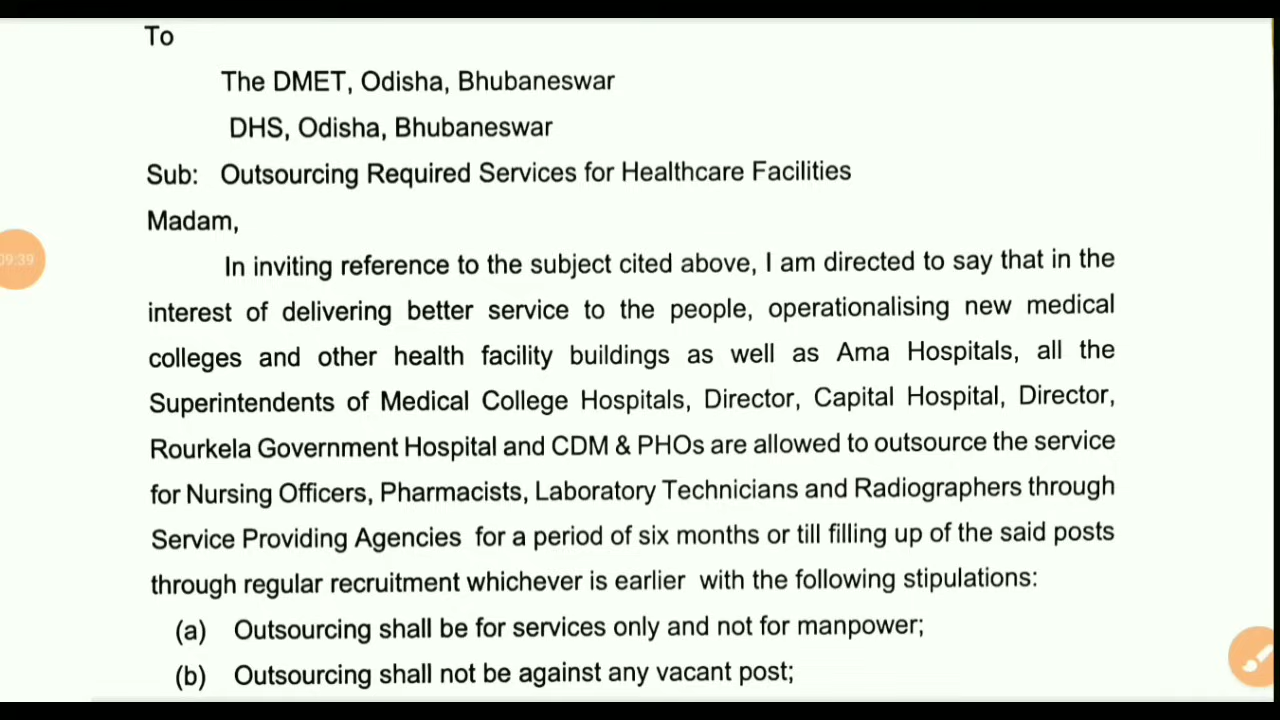 To
The DMET, Odisha, Bhubaneswar
DHS, Odisha, Bhubaneswar
Sub: Outsourcing Required Services for Healthcare Facilities
Madam,
In inviting reference to the subject cited above, I am directed to say that in the
interest of delivering better service to the people, operationalising new medical
colleges and other health facility buildings as well as Ama Hospitals, all the
Superintendents of Medical College Hospitals, Director, Capital Hospital, Director,
Rourkela Government Hospital and CDM & PHOs are allowed to outsource the service
for Nursing Officers, Pharmacists, Laboratory Technicians and Radiographers through
Service Providing Agencies for a period of six months or till filling up of the said posts
through regular recruitment whichever is earlier with the following stipulations:
(a) Outsourcing shall be for services only and not for manpower;
(b) Outsourcing shall not be against any vacant post;
09:39